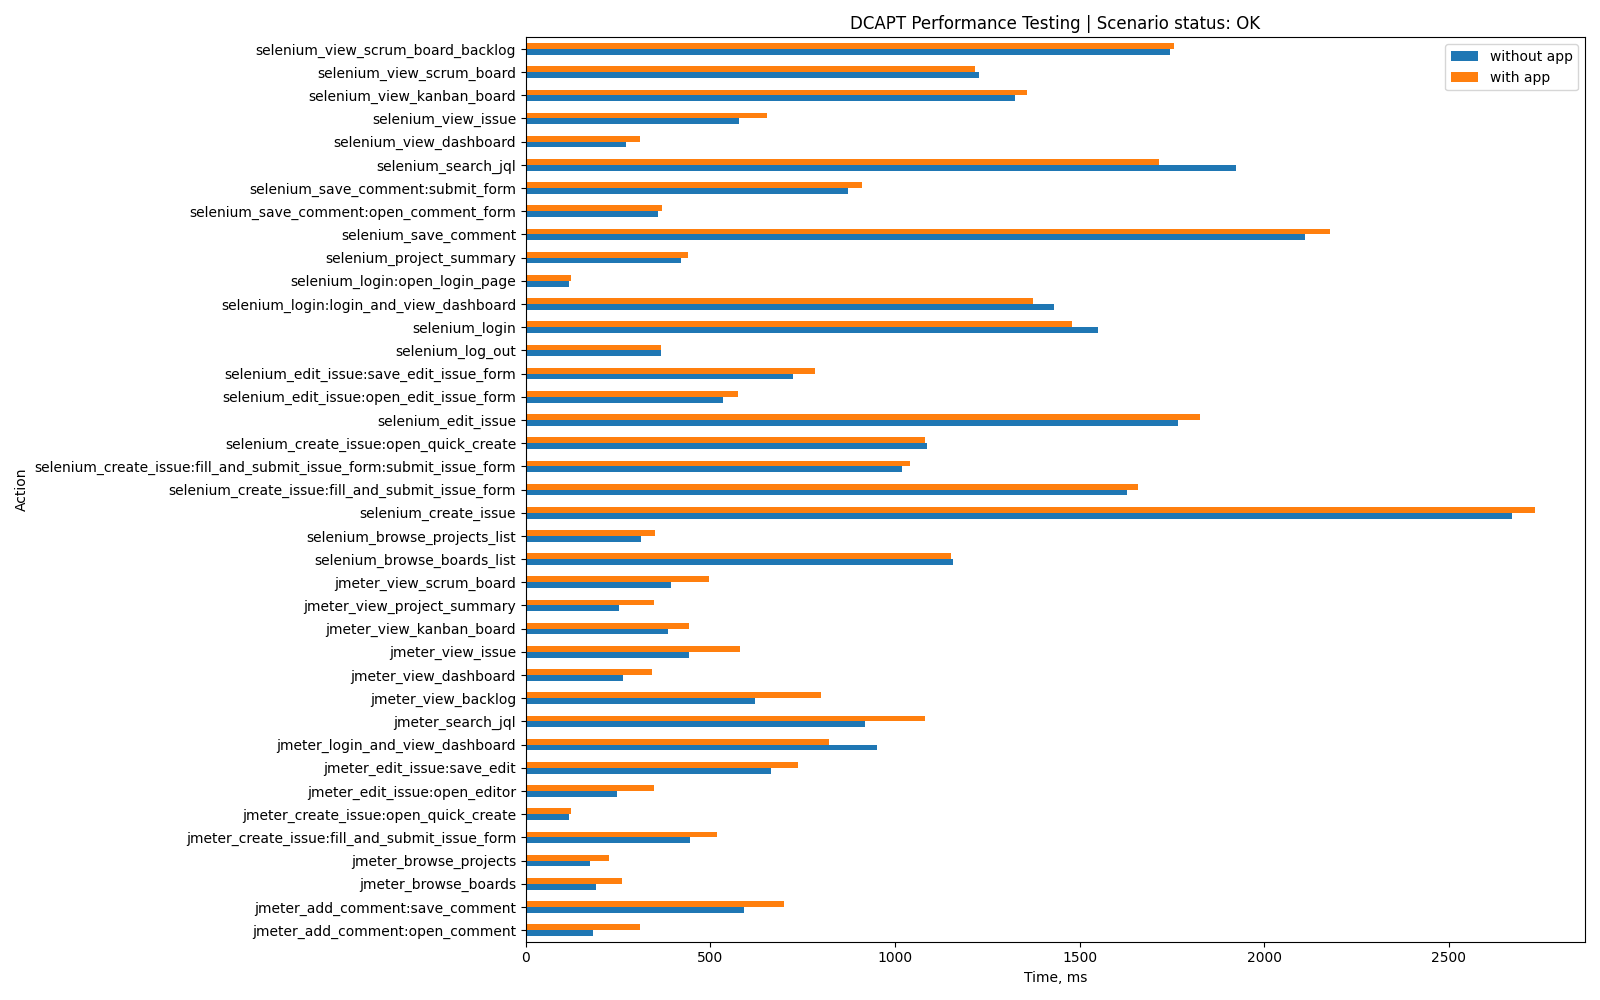 DCAPT Performance Testing | Scenario status: OK
without app
with app
selenium_view_scrum_board_backlog
selenium_view_scrum_board
selenium_view_kanban_board
selenium_view_issue
selenium_view_dashboard
selenium_search_jql
selenium_save_comment:submit_form
selenium_save_comment:open_comment_form
selenium_save_comment
selenium_project_summary
selenium_login:open_login_page
selenium_login:login_and_view_dashboard
selenium_login
selenium_log_out
selenium_edit_issue:save_edit_issue_form
selenium_edit_issue:open_edit_issue_form
selenium_edit_issue
selenium_create_issue:open_quick_create
selenium_create_issue:fill_and_submit_issue_form:submit_issue_form
selenium_create_issue:fill_and_submit_issue_form
selenium_create_issue
selenium_browse_projects_list
selenium_browse_boards_list
jmeter_view_scrum_board
jmeter_view_project_summary
jmeter_view_kanban_board
jmeter_view_issue
jmeter_view_dashboard
jmeter_view_backlog
jmeter_search_jql
jmeter_login_and_view_dashboard
jmeter_edit_issue:save_edit
jmeter_edit_issue:open_editor
jmeter_create_issue:open_quick_create
jmeter_create_issue:fill_and_submit_issue_form
jmeter_browse_projects
jmeter_browse_boards
jmeter_add_comment:save_comment
jmeter_add_comment:open_comment
Action
0 500 1000 1500 2000 2500
Time, ms